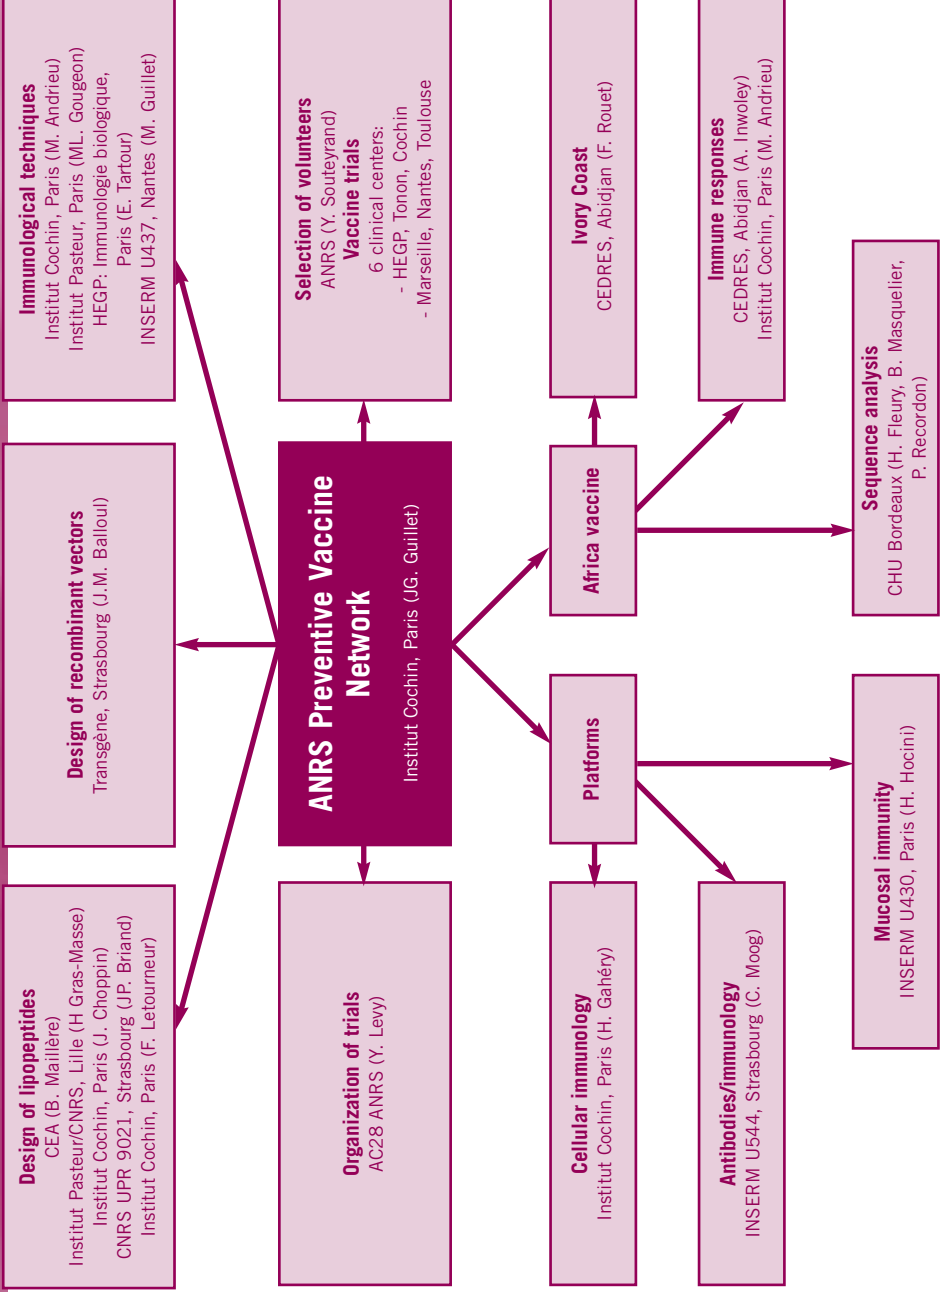 Design of lipopeptides
CEA (B. Maillère)
Institut Pasteur/CNRS, Lille (H Gras-Masse)
Institut Cochin, Paris (J. Choppin)
CNRS UPR 9021, Strasbourg (JP. Briand)
Institut Cochin, Paris (F. Letourneur)
Design of recombinant vectors
Transgène, Strasbourg (J.M. Balloul)
Immunological techniques
Institut Cochin, Paris (M. Andrieu)
Institut Pasteur, Paris (ML. Gougeon)
HEGP: Immunologie biologique,
Paris (E. Tartour)
INSERM U437, Nantes (M. Guillet)
Organization of trials
AC28 ANRS (Y. Levy)
ANRS Preventive Vaccine
Network
Institut Cochin, Paris (JG. Guillet)
Selection of volunteers
ANRS (Y. Souteyrand)
Vaccine trials
6 clinical centers:
- HEGP, Tonon, Cochin
- Marseille, Nantes, Toulouse
Cellular immunology
Institut Cochin, Paris (H. Gahéry)
Platforms
Africa vaccine
Ivory Coast
CEDRES, Abidjan (F. Rouet)
Antibodies/immunology
INSERM U544, Strasbourg (C. Moog)
Immune responses
CEDRES, Abidjan (A. Inwoley)
Institut Cochin, Paris (M. Andrieu)
Mucosal immunity
INSERM U430, Paris (H. Hocini)
Sequence analysis
CHU Bordeaux (H. Fleury, B. Masquelier,
P. Recordon)